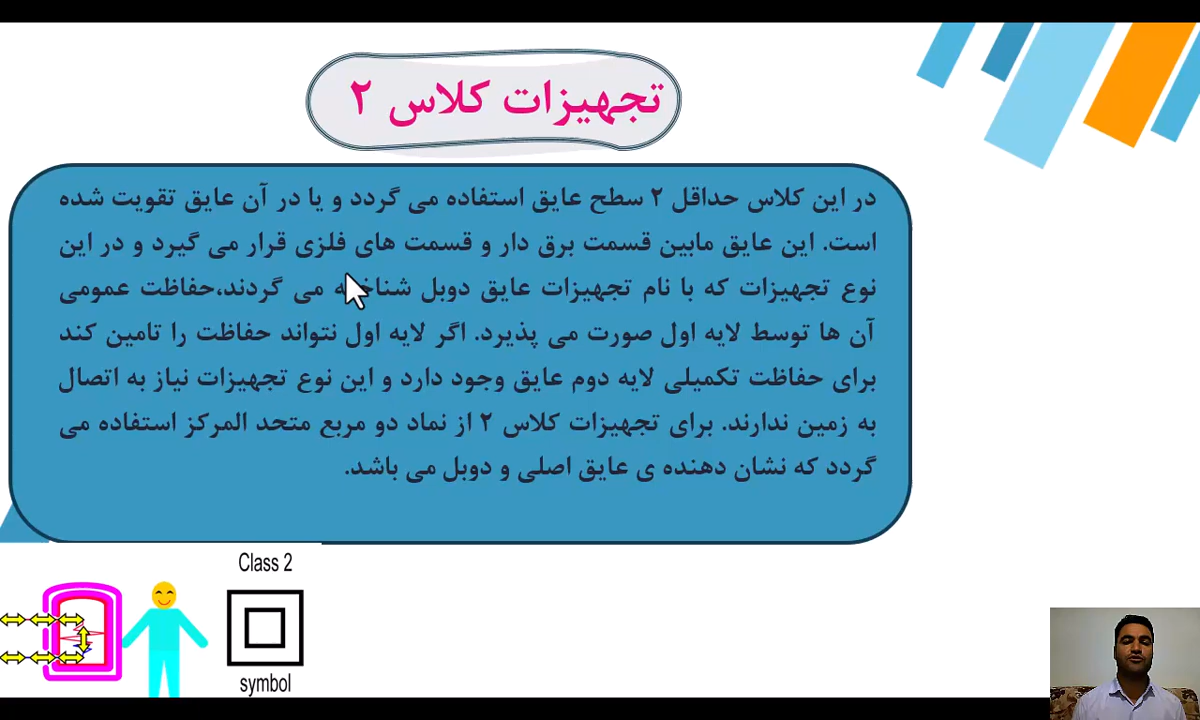 تجهیزات کلاس ۲
در این کلاس حداقل ۲ سطح عایق استفاده می گردد و یا در آن عایق تقویت شده
است. این عایق مابین قسمت برق دار و قسمت های فلزی قرار می گیرد و در این
نوع تجهیزات که با نام تجهیزات عایق دوبل می گردند،حفاظت عمومی
آن ها توسط لایه اول صورت می پذیرد. اگر لایه اول نتواند حفاظت را تامین کند
برای حفاظت تکمیلی لایه دوم عایق وجود دارد و این نوع تجهیزات نیاز به اتصال
به زمین ندارند. برای تجهیزات کلاس ۲ از نماد دو مربع متحد المرکز استفاده می
گردد که نشان دهنده ی عایق اصلی و دوبل می باشد.
Class 2
symbol